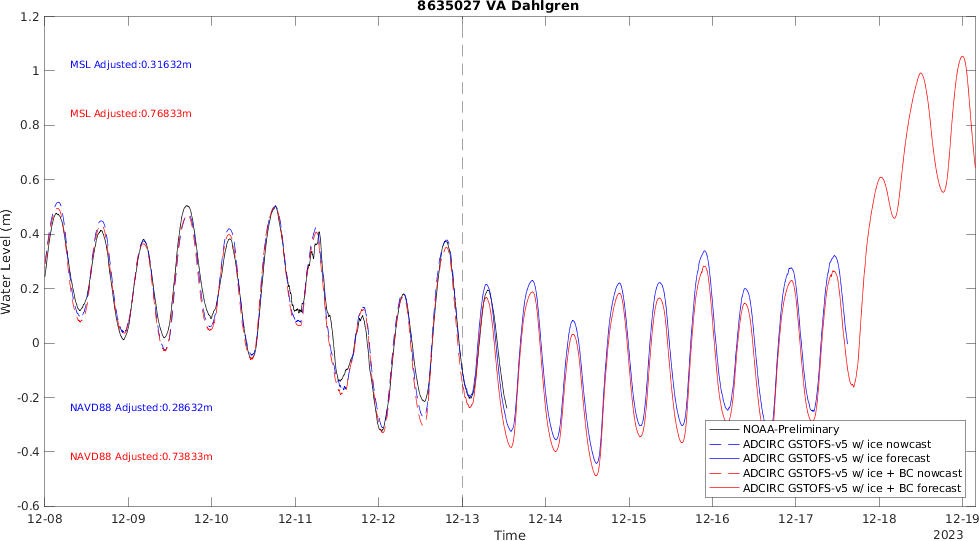 8635027 VA Dahlgren
1.2
1
0.8
0.6
0.4
0.2
0
-0.2
-0.4
-0.6
Water Level (m)
MSL Adjusted:0.31632m
MSL Adjusted:0.76833m
NAVD88 Adjusted:0.28632m
NAVD88 Adjusted:0.73833m
NOAA-Preliminary
ADCIRC GSTOFS-v5 w/ ice nowcast
ADCIRC GSTOFS-v5 w/ ice forecast
ADCIRC GSTOFS-v5 w/ ice + BC nowcast
ADCIRC GSTOFS-v5 w/ ice + BC forecast
12-08 12-09 12-10 12-11 12-12 12-13 12-14 12-15 12-16 12-17 12-18 12-19
Time
2023